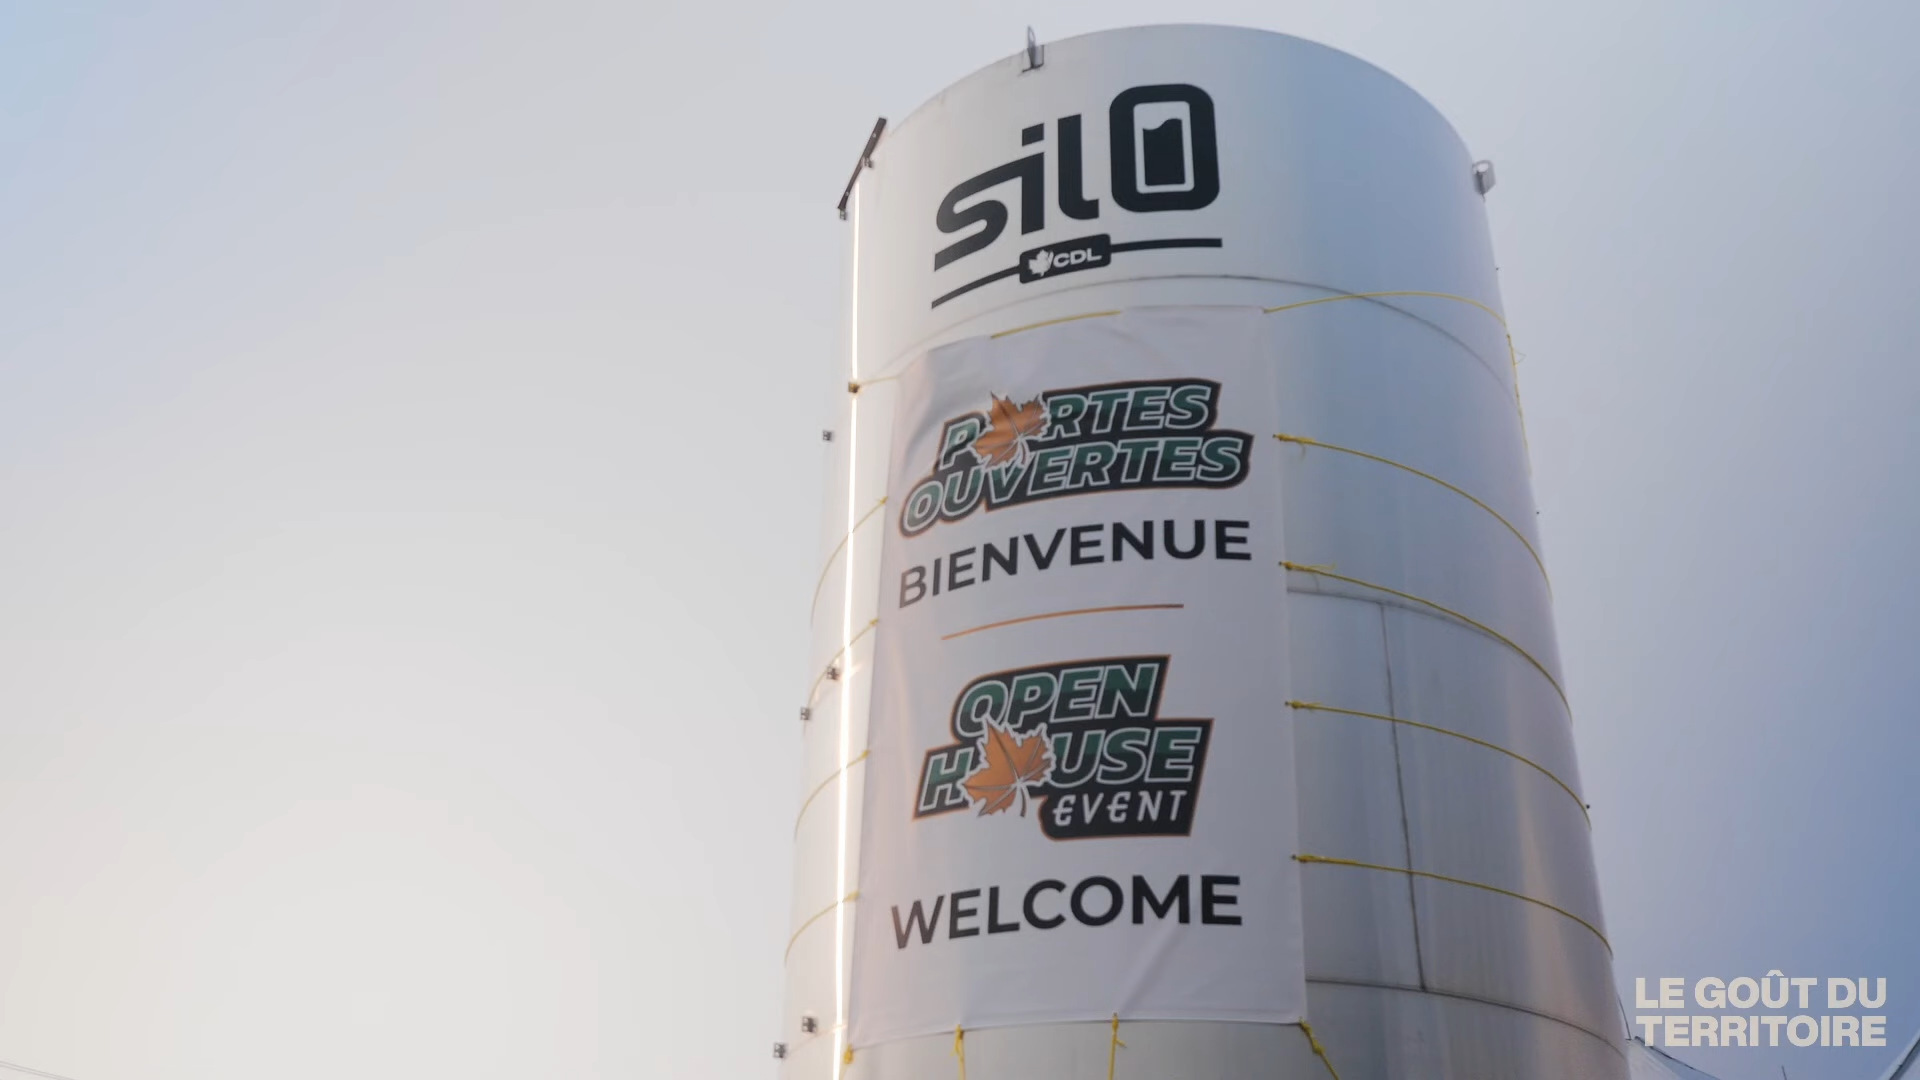 silO
CDL
PORTES
OUVERTES
BIENVENUE
OPEN
HOUSE
EVENT
WELCOME
LE GOÛT DU
TERRITOIRE